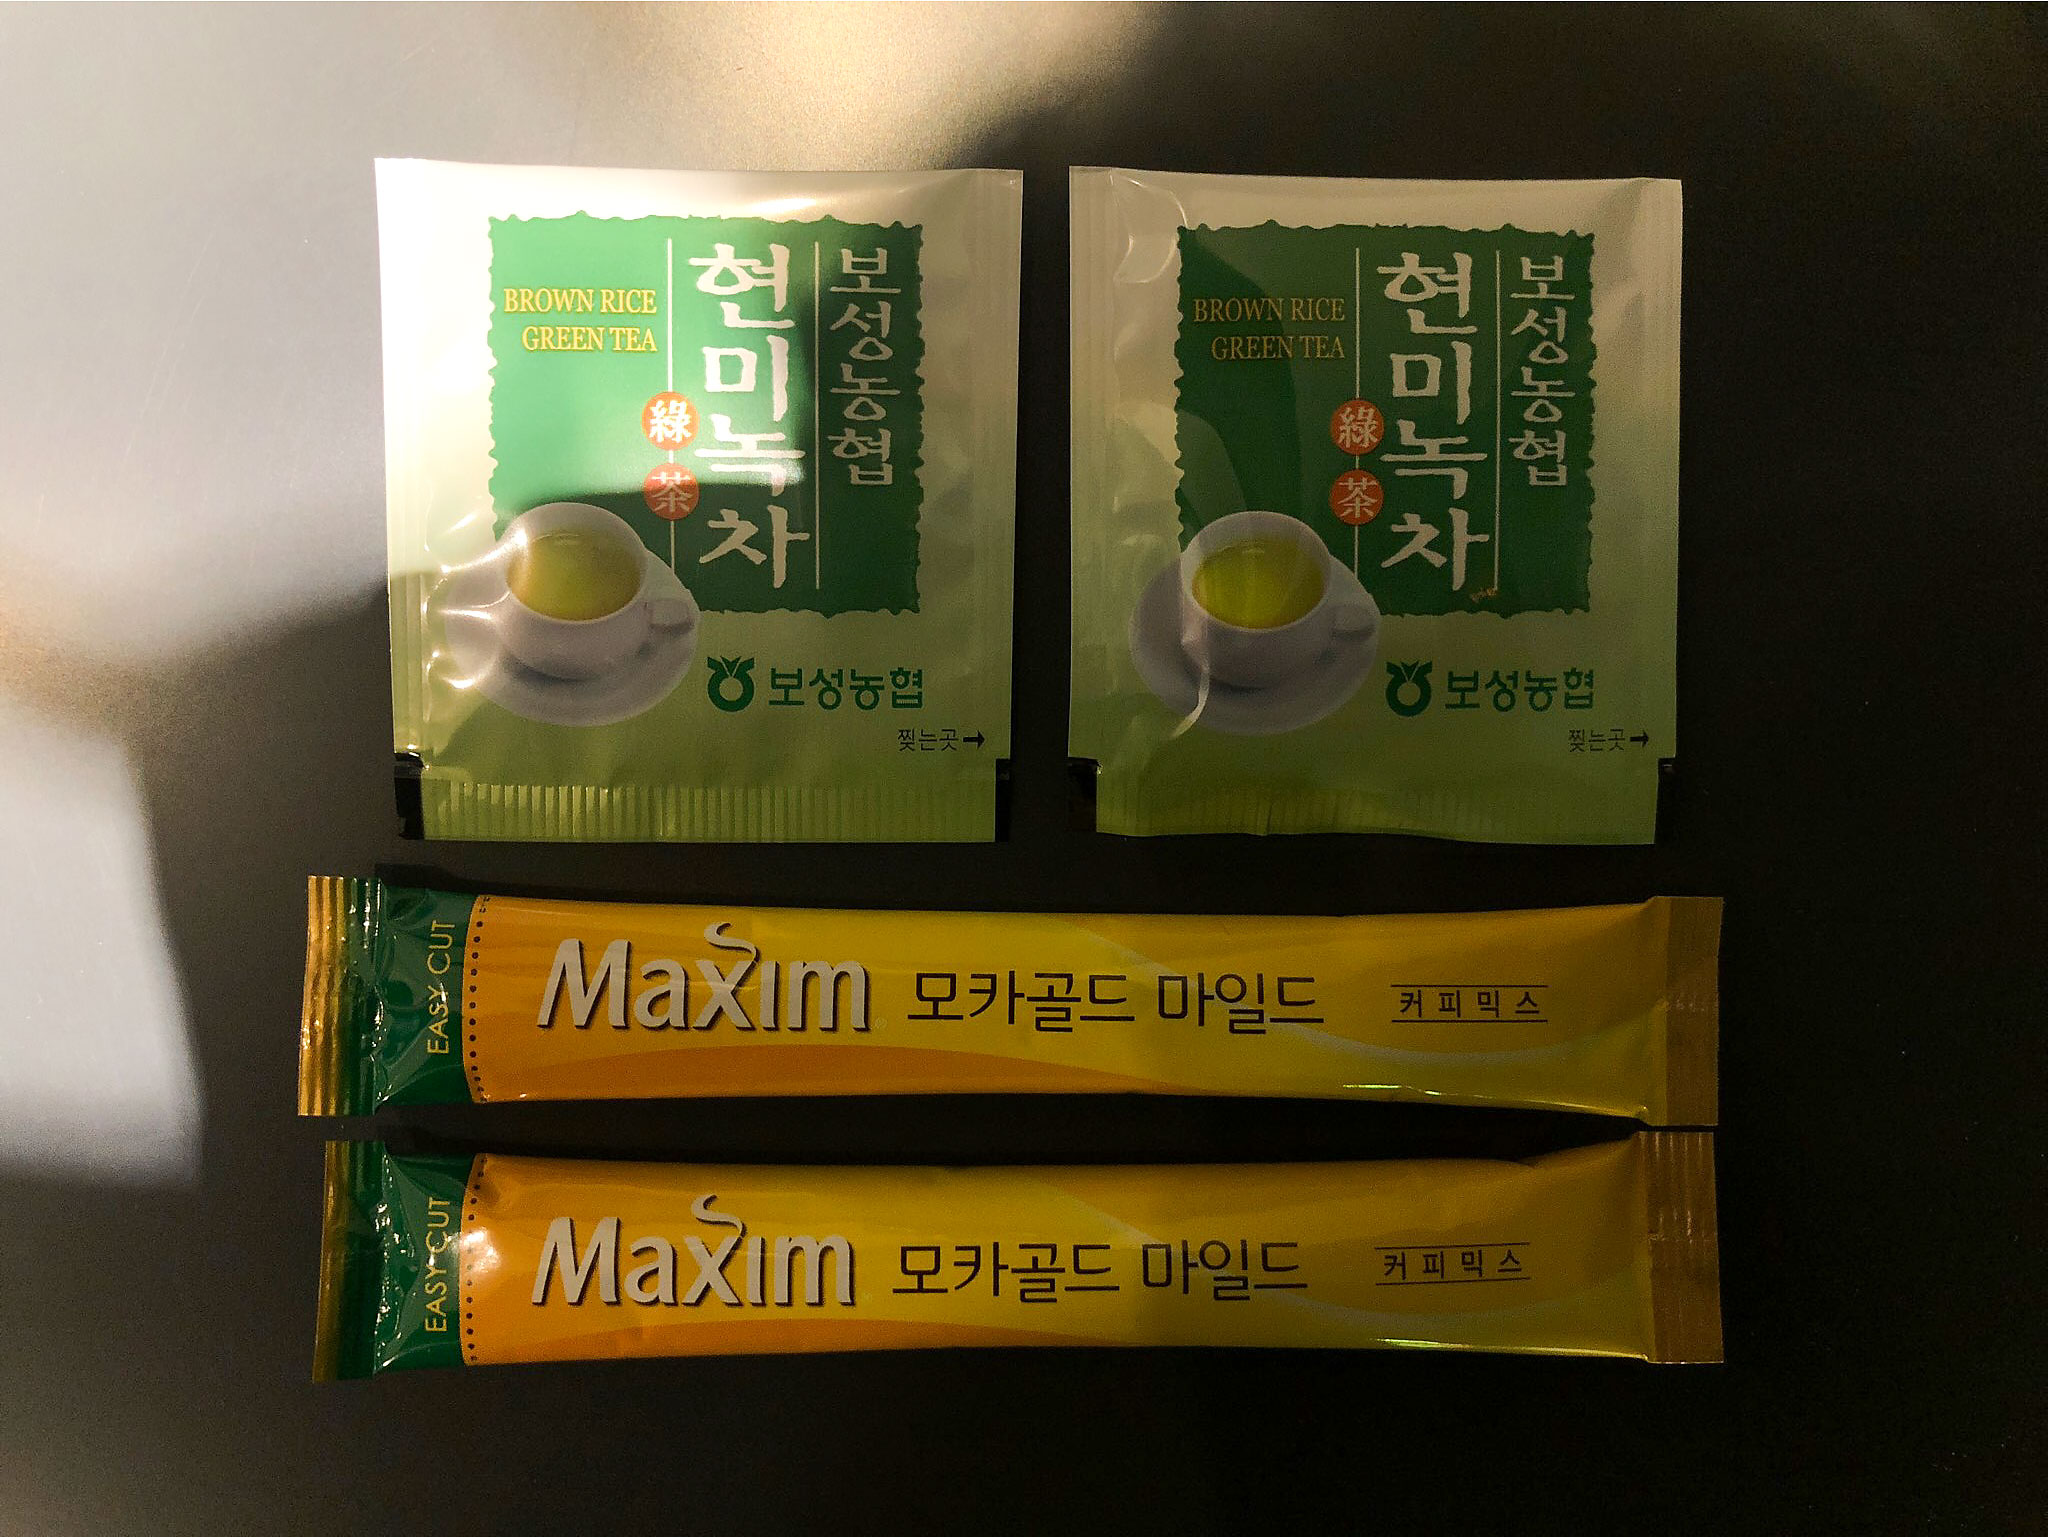 보성농협
현미녹차
綠茶
BROWN RICE
GREEN TEA
보성농협
찢는곳→
보성농협
현미녹차
綠茶
BROWN RICE
GREEN TEA
보성농협
찢는곳→
EASY CUT
Maxim 모카골드 마일드 커피믹스
EASY CUT
Maxim 모카골드 마일드 커피믹스